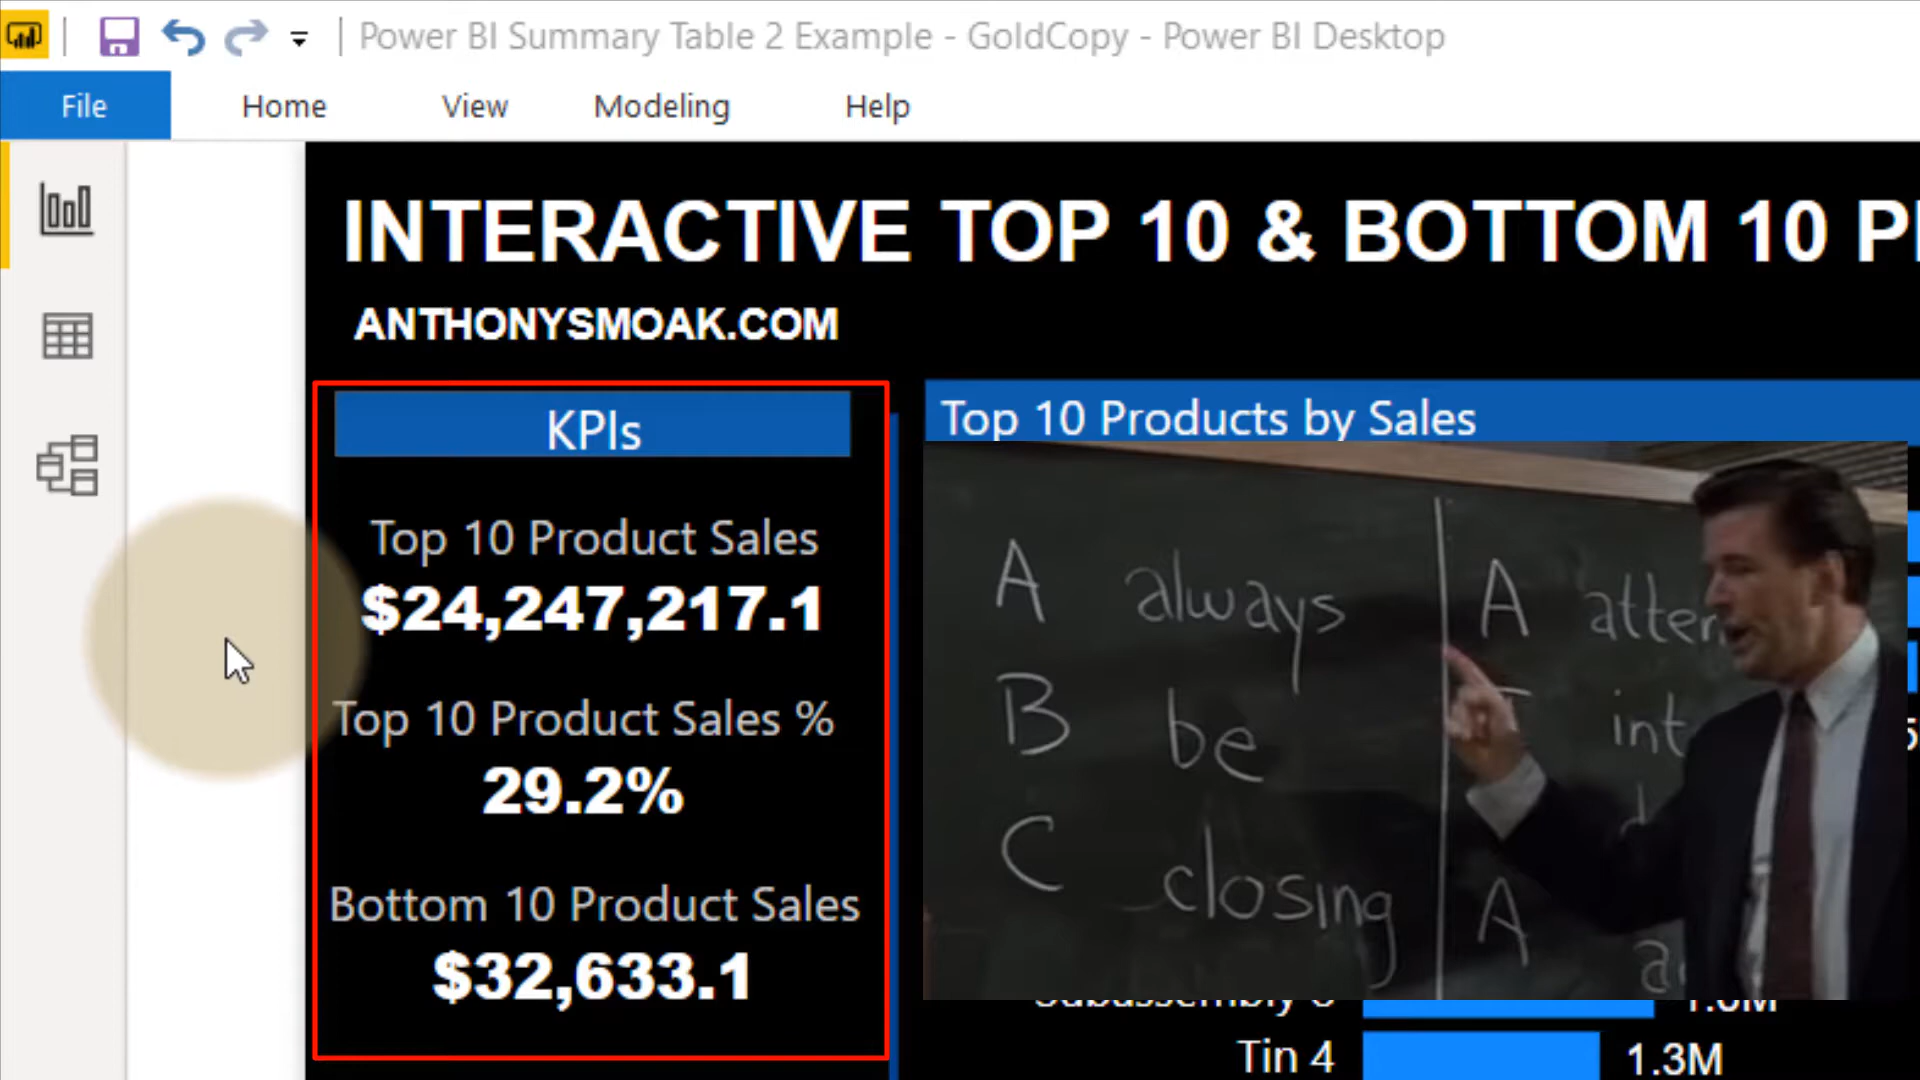 Power BI Summary Table 2 Example - GoldCopy - Power BI Desktop
File Home View Modeling Help
INTERACTIVE TOP 10 & BOTTOM 10
ANTHONYSMOAK.COM
KPIs
Top 10 Product Sales
$24,247,217.1
Top 10 Product Sales %
29.2%
Bottom 10 Product Sales
$32,633.1
Top 10 Products by Sales
A always
B be
C closing
A
A
Tin 4 1.3M